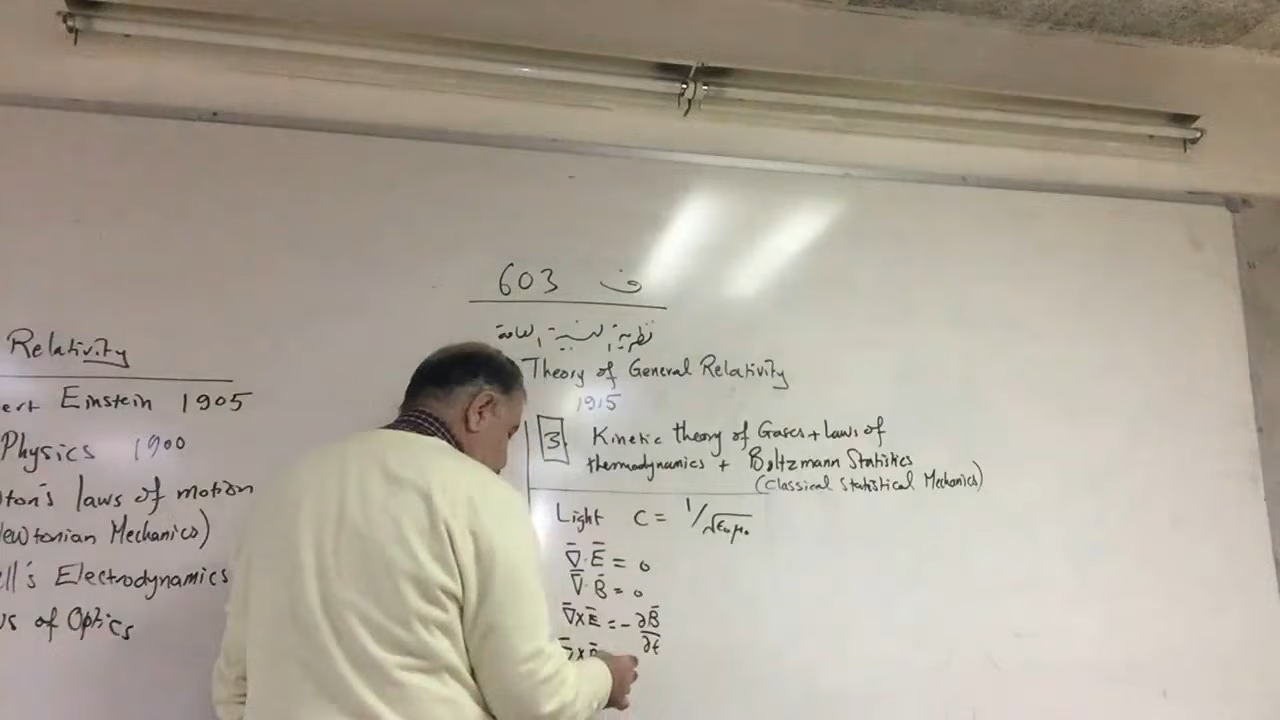 603 ف
نظرية النسبية العامة
Theory of General Relativity
1915
Relativity
Einstein 1905
Physics 1900
laws of motion
Mechanics)
Electrodynamics
of Optics
3 Kinetic theory of Gases + Laws of
thermodynamics + Boltzmann Statistics
(Classical Statistical Mechanics)
Light C = 1/√ε₀μ₀
∇̄·Ē = 0
∇̄·B̄ = 0
∇̄×Ē = -∂B̄/∂t
∇̄×